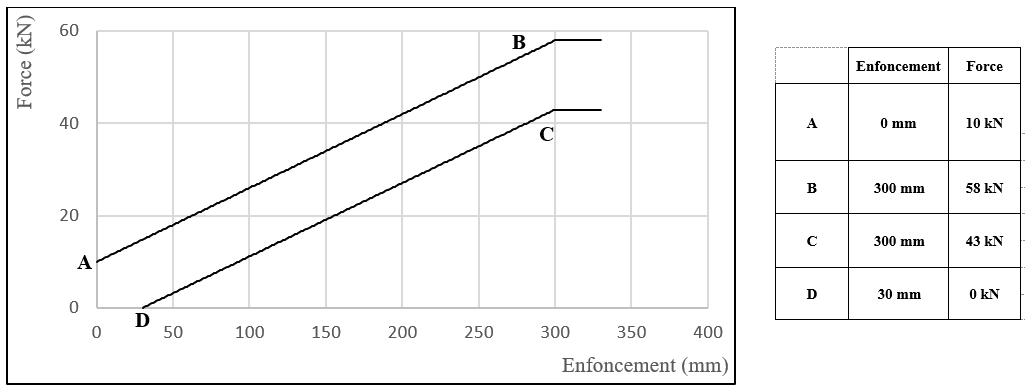 Force (kN)
60
40
20
0
A
B
C
D
0 50 100 150 200 250 300 350 400
Enfoncement (mm)
Enfoncement Force
A 0 mm 10 kN
B 300 mm 58 kN
C 300 mm 43 kN
D 30 mm 0 kN